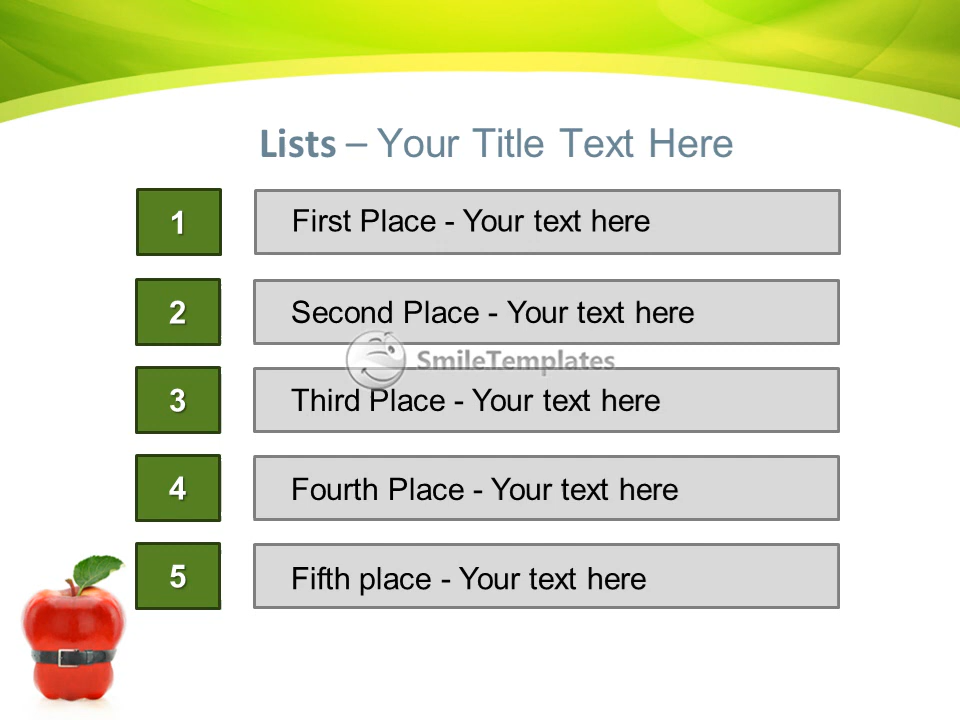 Lists – Your Title Text Here
1 First Place - Your text here
2 Second Place - Your text here
SmileTemplates
3 Third Place - Your text here
4 Fourth Place - Your text here
5 Fifth place - Your text here